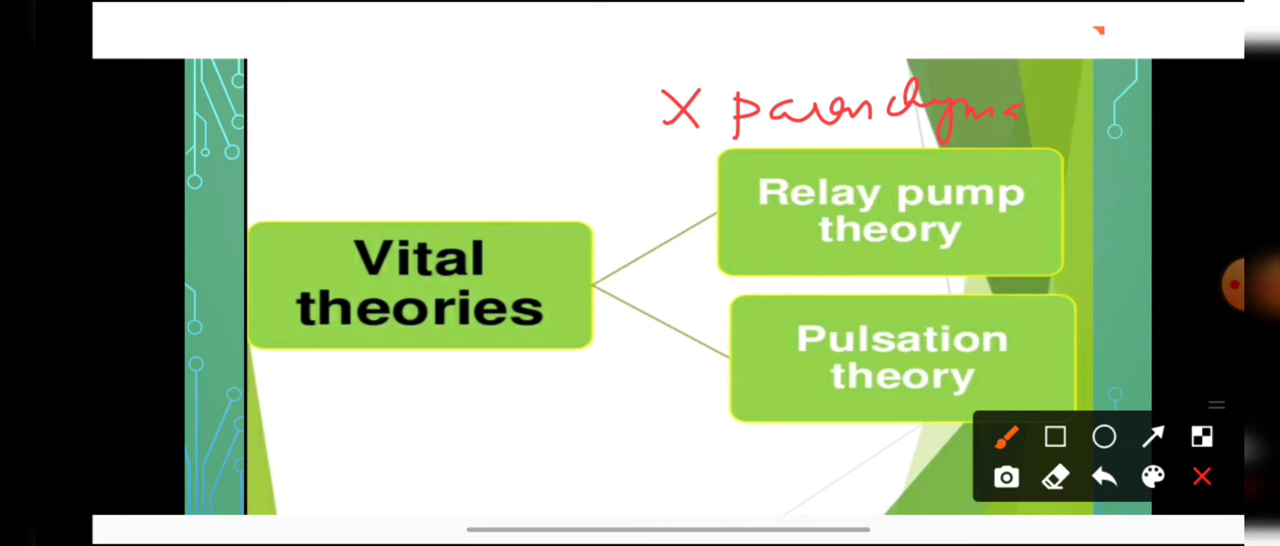 X parenchyma
Relay pump
theory
Vital
theories
Pulsation
theory